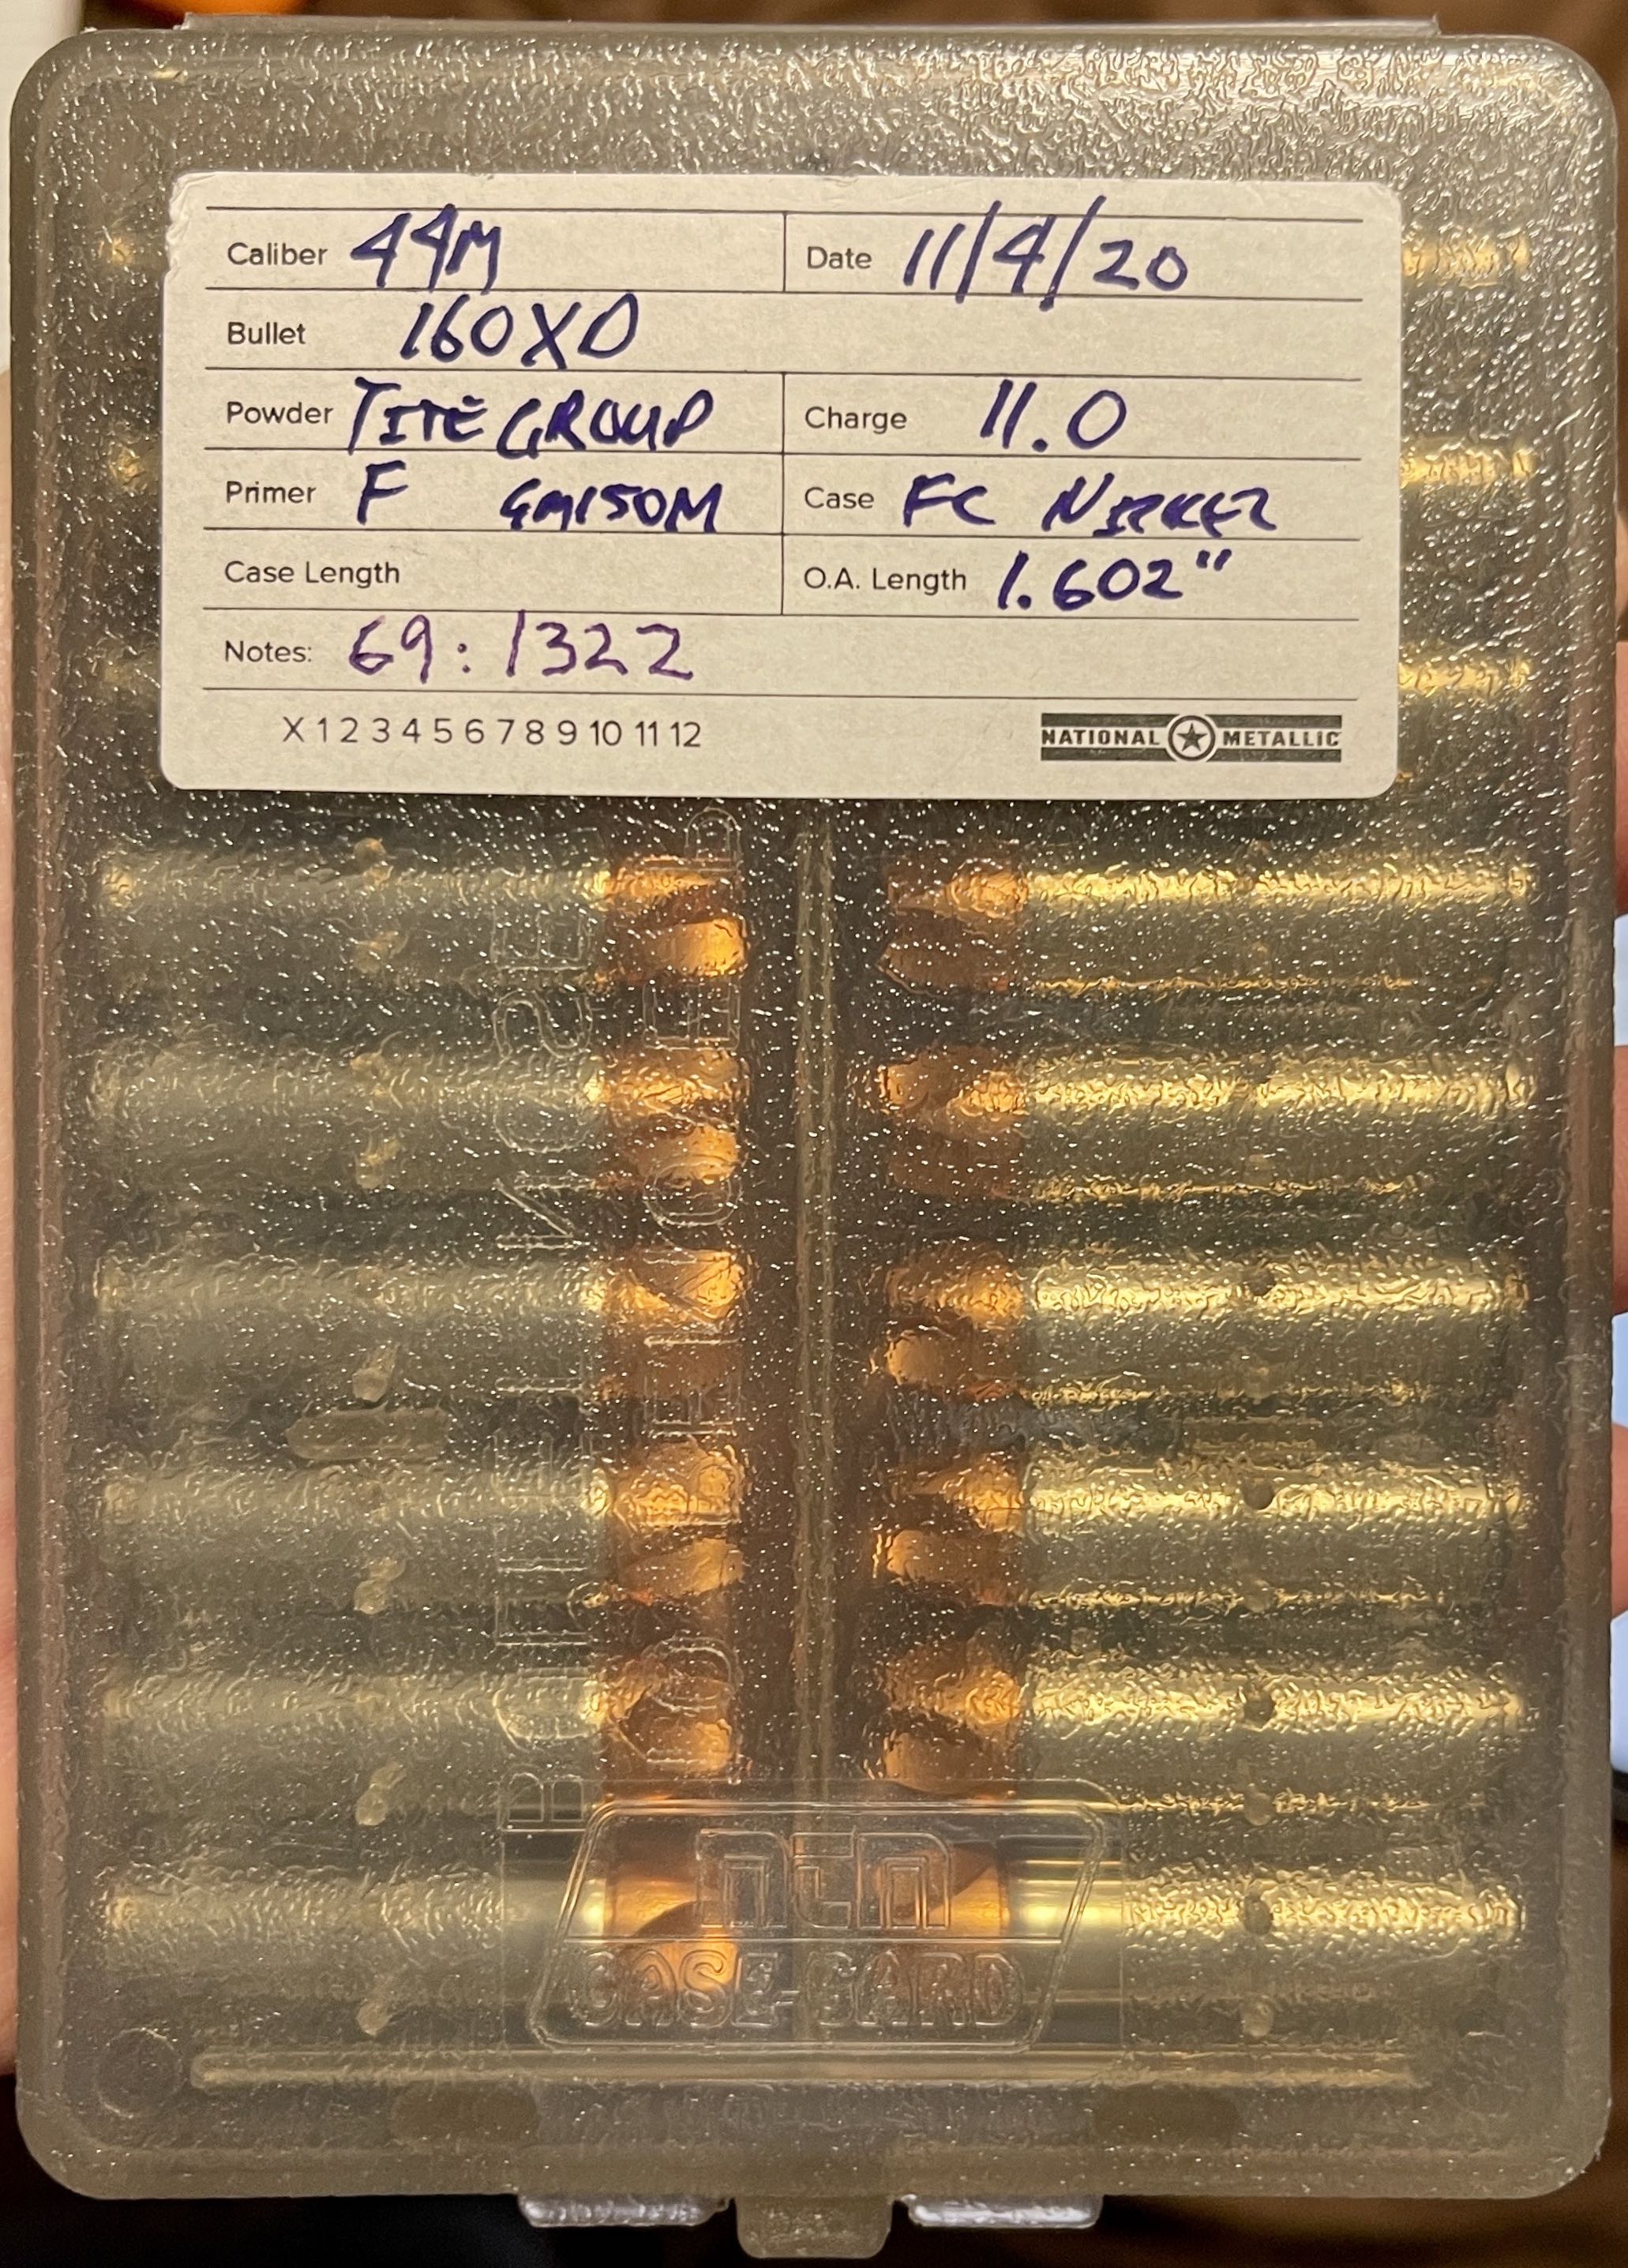 Caliber 44M Date 11/4/20
Bullet 160XD
Powder TITEGROUP Charge 11.0
Primer F GM150M Case FC NICKEL
Case Length O.A. Length 1.602"
Notes: 69: 1322
X 1 2 3 4 5 6 7 8 9 10 11 12 NATIONAL METALLIC
MTM
CASE-GARD